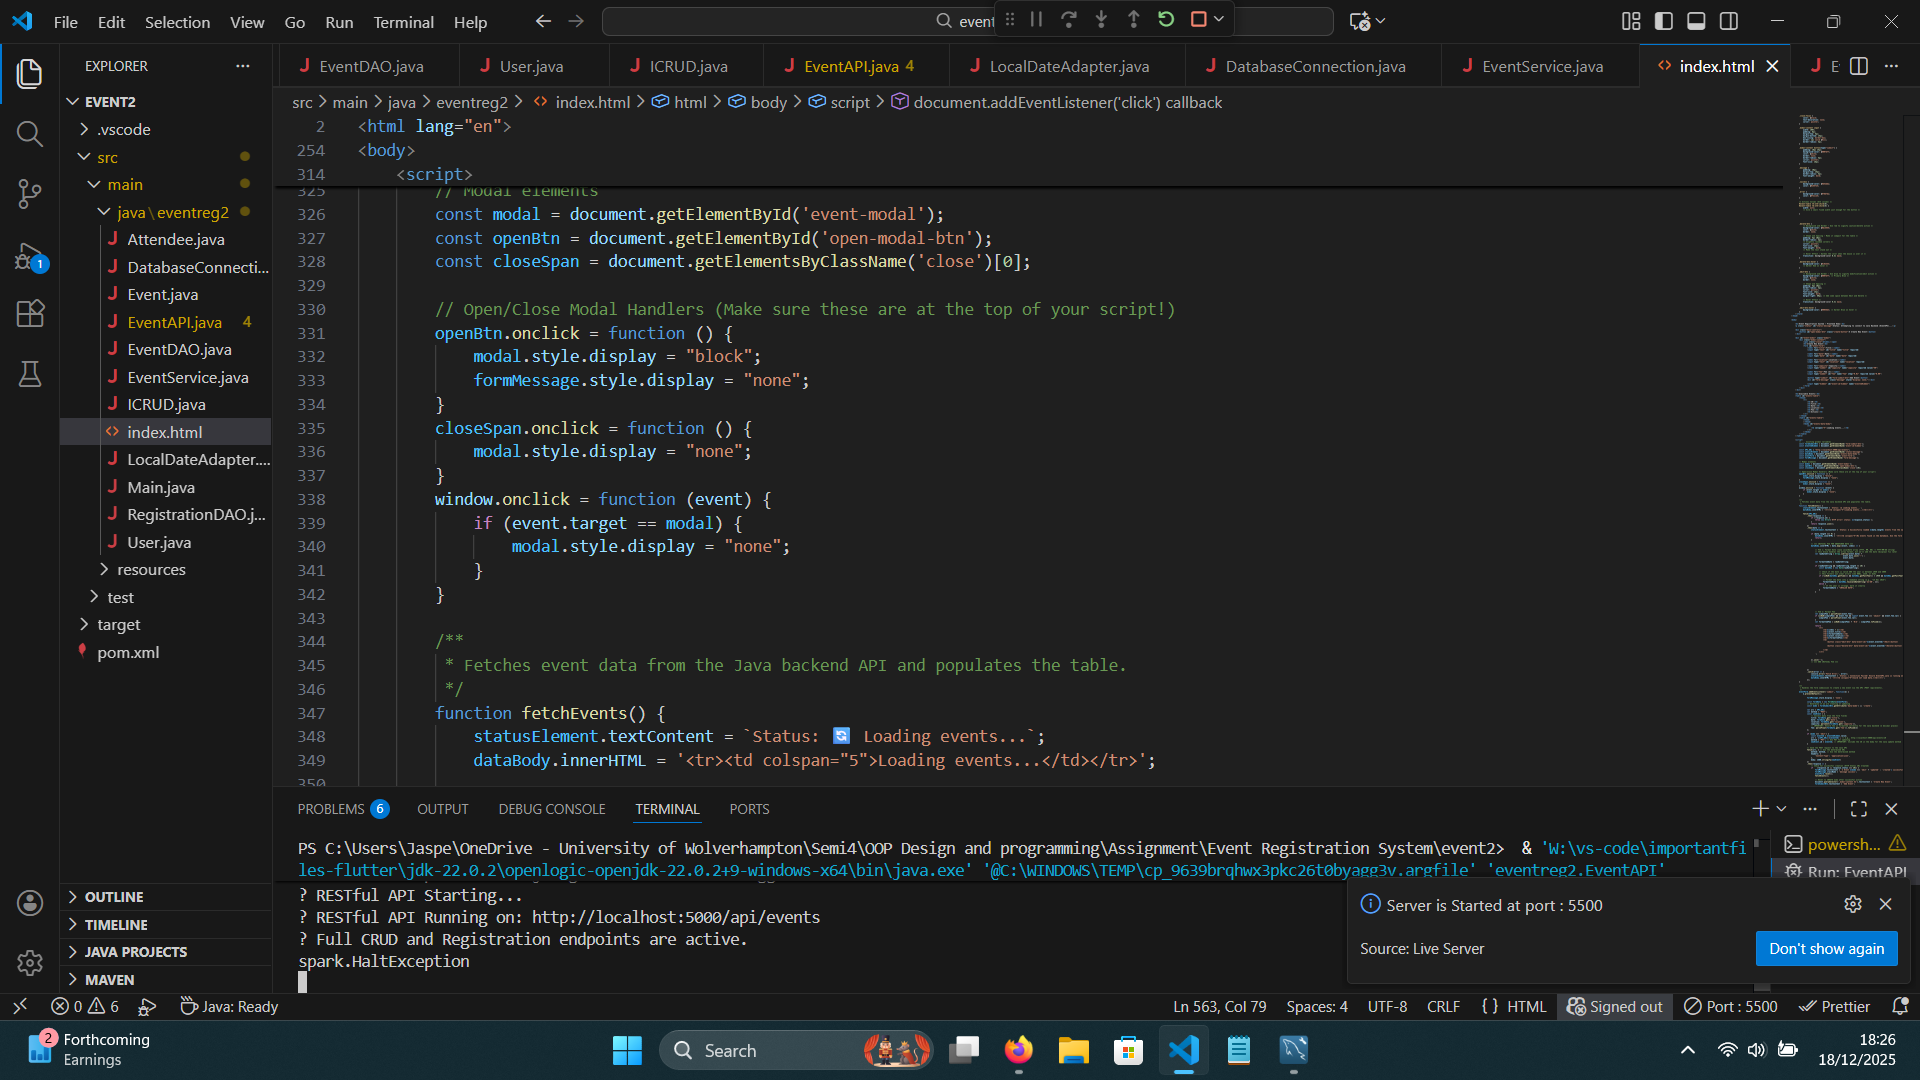 File Edit Selection View Go Run Terminal Help
EXPLORER
EVENT2
.vscode
src
main
java\eventreg2
Attendee.java
DatabaseConnecti...
Event.java
EventAPI.java 4
EventDAO.java
EventService.java
ICRUD.java
index.html
LocalDateAdapter....
Main.java
RegistrationDAO.j...
User.java
resources
test
target
pom.xml
OUTLINE
TIMELINE
JAVA PROJECTS
MAVEN
1
EventDAO.java User.java ICRUD.java EventAPI.java 4 LocalDateAdapter.java DatabaseConnection.java EventService.java index.html E
src > main > java > eventreg2 > index.html > html > body > script > document.addEventListener('click') callback
2 <html lang="en">
254 <body>
314 <script>
325 // Modal elements
326 const modal = document.getElementById('event-modal');
327 const openBtn = document.getElementById('open-modal-btn');
328 const closeSpan = document.getElementsByClassName('close')[0];
329
330 // Open/Close Modal Handlers (Make sure these are at the top of your script!)
331 openBtn.onclick = function () {
332 modal.style.display = "block";
333 formMessage.style.display = "none";
334 }
335 closeSpan.onclick = function () {
336 modal.style.display = "none";
337 }
338 window.onclick = function (event) {
339 if (event.target == modal) {
340 modal.style.display = "none";
341 }
342 }
343
344 /**
345 * Fetches event data from the Java backend API and populates the table.
346 */
347 function fetchEvents() {
348 statusElement.textContent = `Status: 🔄 Loading events...`;
349 dataBody.innerHTML = '<tr><td colspan="5">Loading events...</td></tr>';
350
PROBLEMS 6 OUTPUT DEBUG CONSOLE TERMINAL PORTS
PS C:\Users\Jaspe\OneDrive - University of Wolverhampton\Semi4\OOP Design and programming\Assignment\Event Registration System\event2> & 'W:\vs-code\importantfi
les-flutter\jdk-22.0.2\openlogic-openjdk-22.0.2+9-windows-x64\bin\java.exe' '@C:\WINDOWS\TEMP\cp_9639brqhwx3pkc26t0byagg3v.argfile' 'eventreg2.EventAPI'
? RESTful API Starting...
? RESTful API Running on: http://localhost:5000/api/events
? Full CRUD and Registration endpoints are active.
spark.HaltException
powersh...
Run: EventAPI
Server is Started at port : 5500
Source: Live Server
Don't show again
0 6 Java: Ready
Ln 563, Col 79 Spaces: 4 UTF-8 CRLF {} HTML Signed out Port : 5500 Prettier
2
Forthcoming
Earnings
Search
18:26
18/12/2025